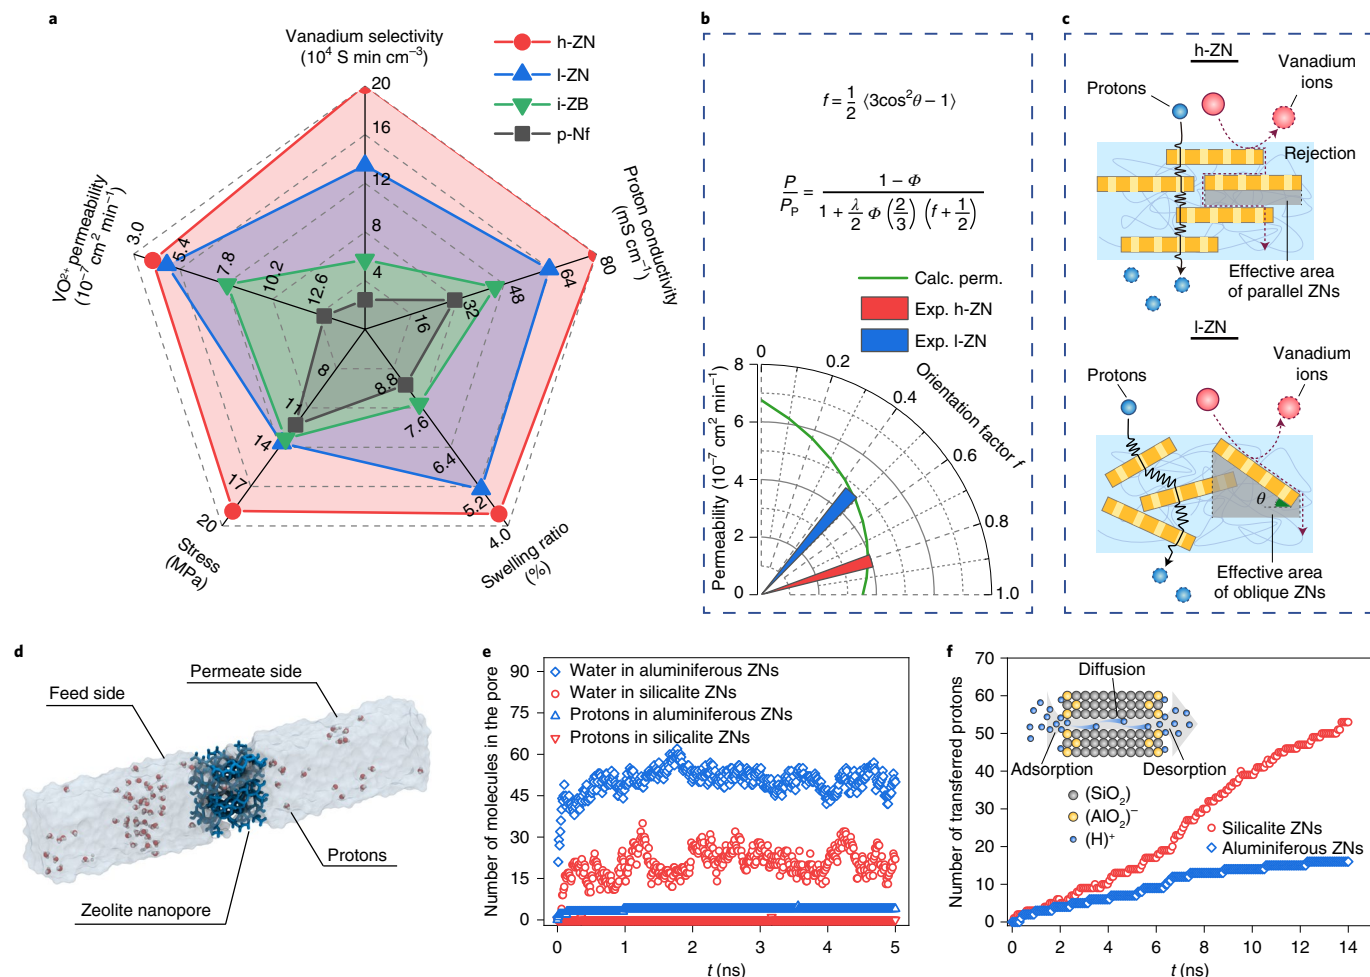 a
Vanadium selectivity
(10⁴ S min cm⁻³)
20
16
12
8
4
h-ZN
l-ZN
i-ZB
p-Nf
Proton conductivity
(mS cm⁻¹)
80
64
48
32
16
VO²⁺ permeability
(10⁻⁷ cm² min⁻¹)
3.0
5.4
7.8
10.2
12.6
8
11
14
17
20
Stress
(MPa)
8.8
7.6
6.4
5.2
4.0
Swelling ratio
(%)
b
f = 1/2 ⟨3cos²θ − 1⟩
P/P_P = (1 − Φ) / (1 + λ/2 Φ (2/3) (f + 1/2))
Calc. perm.
Exp. h-ZN
Exp. l-ZN
Permeability (10⁻⁷ cm² min⁻¹)
8
6
4
2
0
0
0.2
0.4
0.6
0.8
1.0
Orientation factor f
c
h-ZN
Protons
Vanadium
ions
Rejection
Effective area
of parallel ZNs
l-ZN
Protons
Vanadium
ions
θ
Effective area
of oblique ZNs
d
Feed side
Permeate side
Protons
Zeolite nanopore
e
Number of molecules in the pore
90
75
60
45
30
15
0
Water in aluminiferous ZNs
Water in silicalite ZNs
Protons in aluminiferous ZNs
Protons in silicalite ZNs
0
1
2
3
4
5
t (ns)
f
Number of transferred protons
70
60
50
40
30
20
10
0
Diffusion
Adsorption
Desorption
(SiO₂)
(AlO₂)⁻
(H)⁺
Silicalite ZNs
Aluminiferous ZNs
0
2
4
6
8
10
12
14
t (ns)